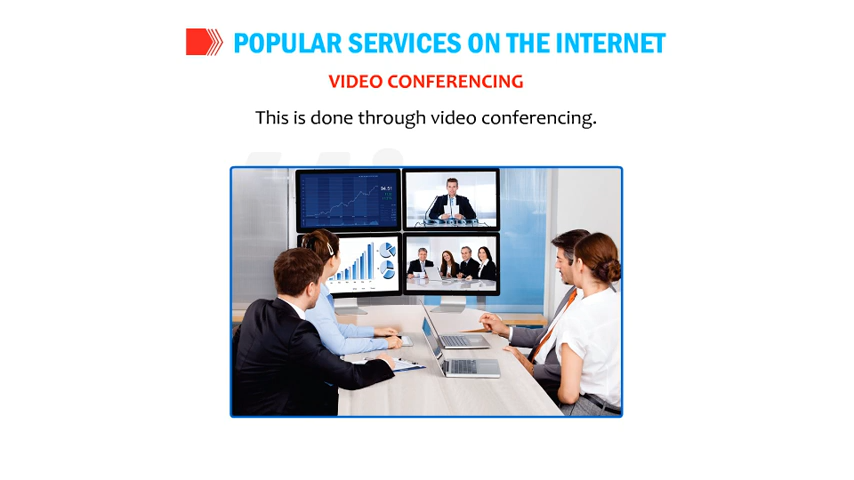 POPULAR SERVICES ON THE INTERNET
VIDEO CONFERENCING
This is done through video conferencing.